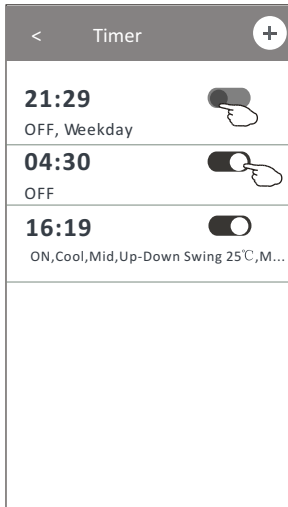 < Timer +
21:29
OFF, Weekday
04:30
OFF
16:19
ON,Cool,Mid,Up-Down Swing 25℃,M...